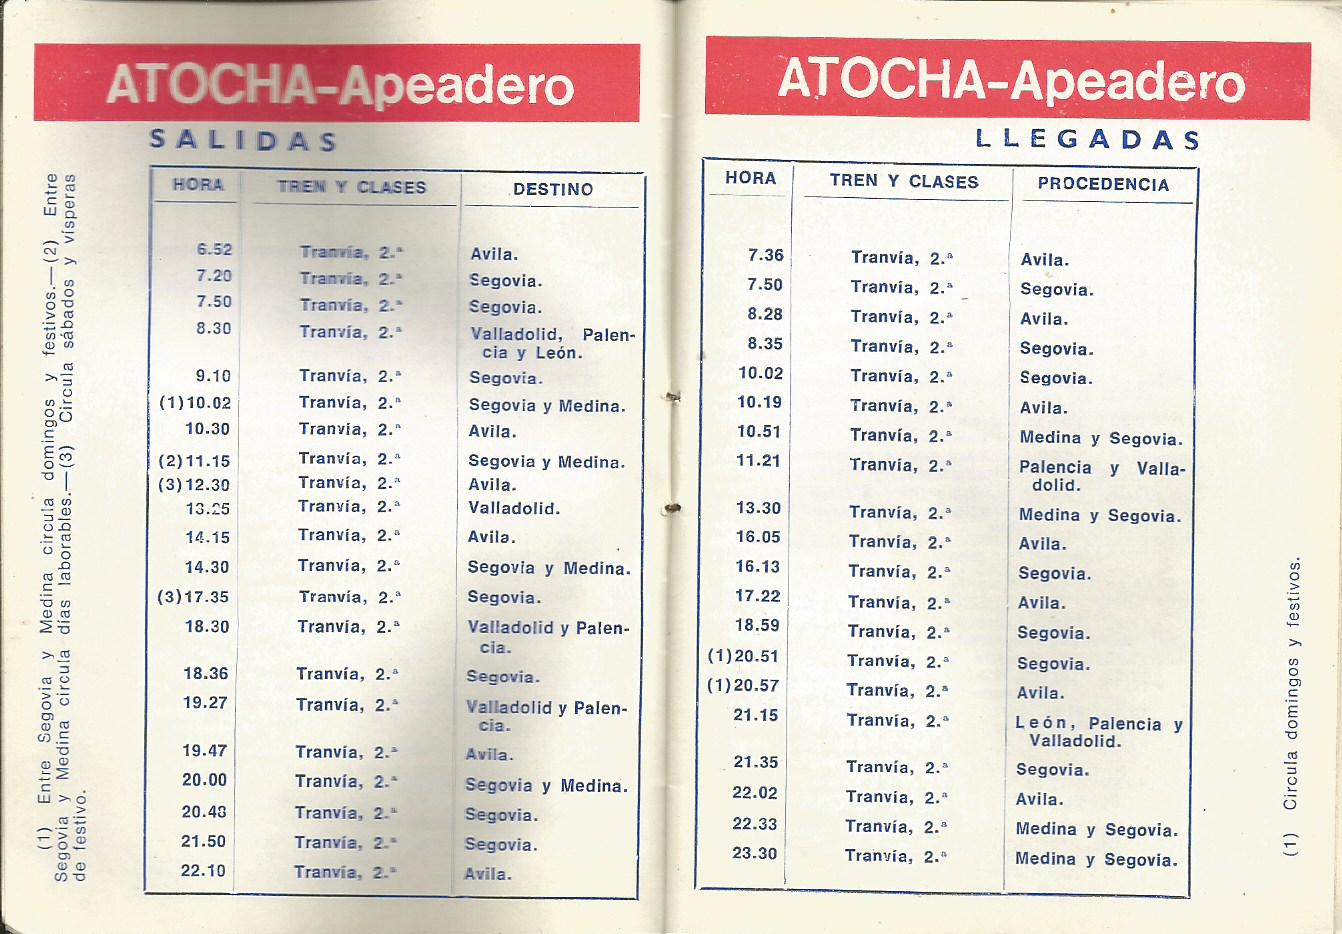 ATOCHA-Apeadero
SALIDAS
HORA TREN Y CLASES DESTINO
6.52 Tranvía, 2.ª Avila.
7.20 Tranvía, 2.ª Segovia.
7.50 Tranvía, 2.ª Segovia.
8.30 Tranvía, 2.ª Valladolid, Palen-
cia y León.
9.10 Tranvía, 2.ª Segovia.
(1)10.02 Tranvía, 2.ª Segovia y Medina.
10.30 Tranvía, 2.ª Avila.
(2)11.15 Tranvía, 2.ª Segovia y Medina.
(3)12.30 Tranvía, 2.ª Avila.
13.25 Tranvía, 2.ª Valladolid.
14.15 Tranvía, 2.ª Avila.
14.30 Tranvía, 2.ª Segovia y Medina.
(3)17.35 Tranvía, 2.ª Segovia.
18.30 Tranvía, 2.ª Valladolid y Palen-
cia.
18.36 Tranvía, 2.ª Segovia.
19.27 Tranvía, 2.ª Valladolid y Palen-
cia.
19.47 Tranvía, 2.ª Avila.
20.00 Tranvía, 2.ª Segovia y Medina.
Tranvía, 2.ª Segovia.
21.50 Tranvía, 2.ª Segovia.
22.10 Tranvía, 2.ª Avila.
(1) Entre Segovia y Medina circula domingos y festivos.—(2) Entre
Segovia y Medina circula días laborables.—(3) Circula sábados y vísperas
de festivo.
ATOCHA-Apeadero
LLEGADAS
HORA TREN Y CLASES PROCEDENCIA
7.36 Tranvía, 2.ª Avila.
7.50 Tranvía, 2.ª Segovia.
8.28 Tranvía, 2.ª Avila.
8.35 Tranvía, 2.ª Segovia.
10.02 Tranvía, 2.ª Segovia.
10.19 Tranvía, 2.ª Avila.
10.51 Tranvía, 2.ª Medina y Segovia.
11.21 Tranvía, 2.ª Palencia y Valla-
dolid.
13.30 Tranvía, 2.ª Medina y Segovia.
16.05 Tranvía, 2.ª Avila.
16.13 Tranvía, 2.ª Segovia.
17.22 Tranvía, 2.ª Avila.
18.59 Tranvía, 2.ª Segovia.
(1)20.51 Tranvía, 2.ª Segovia.
(1)20.57 Tranvía, 2.ª Avila.
21.15 Tranvía, 2.ª León, Palencia y
Valladolid.
21.35 Tranvía, 2.ª Segovia.
22.02 Tranvía, 2.ª Avila.
22.33 Tranvía, 2.ª Medina y Segovia.
23.30 Tranvía, 2.ª Medina y Segovia.
(1) Circula domingos y festivos.